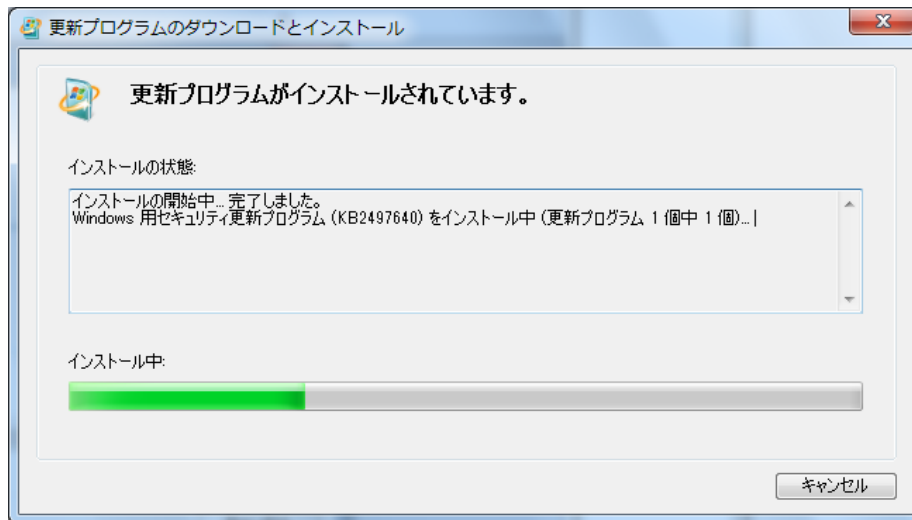 更新プログラムのダウンロードとインストール
更新プログラムがインストールされています。
インストールの状態:
インストールの開始中... 完了しました。
Windows 用セキュリティ更新プログラム (KB2497640) をインストール中 (更新プログラム 1 個中 1 個)...
インストール中:
キャンセル